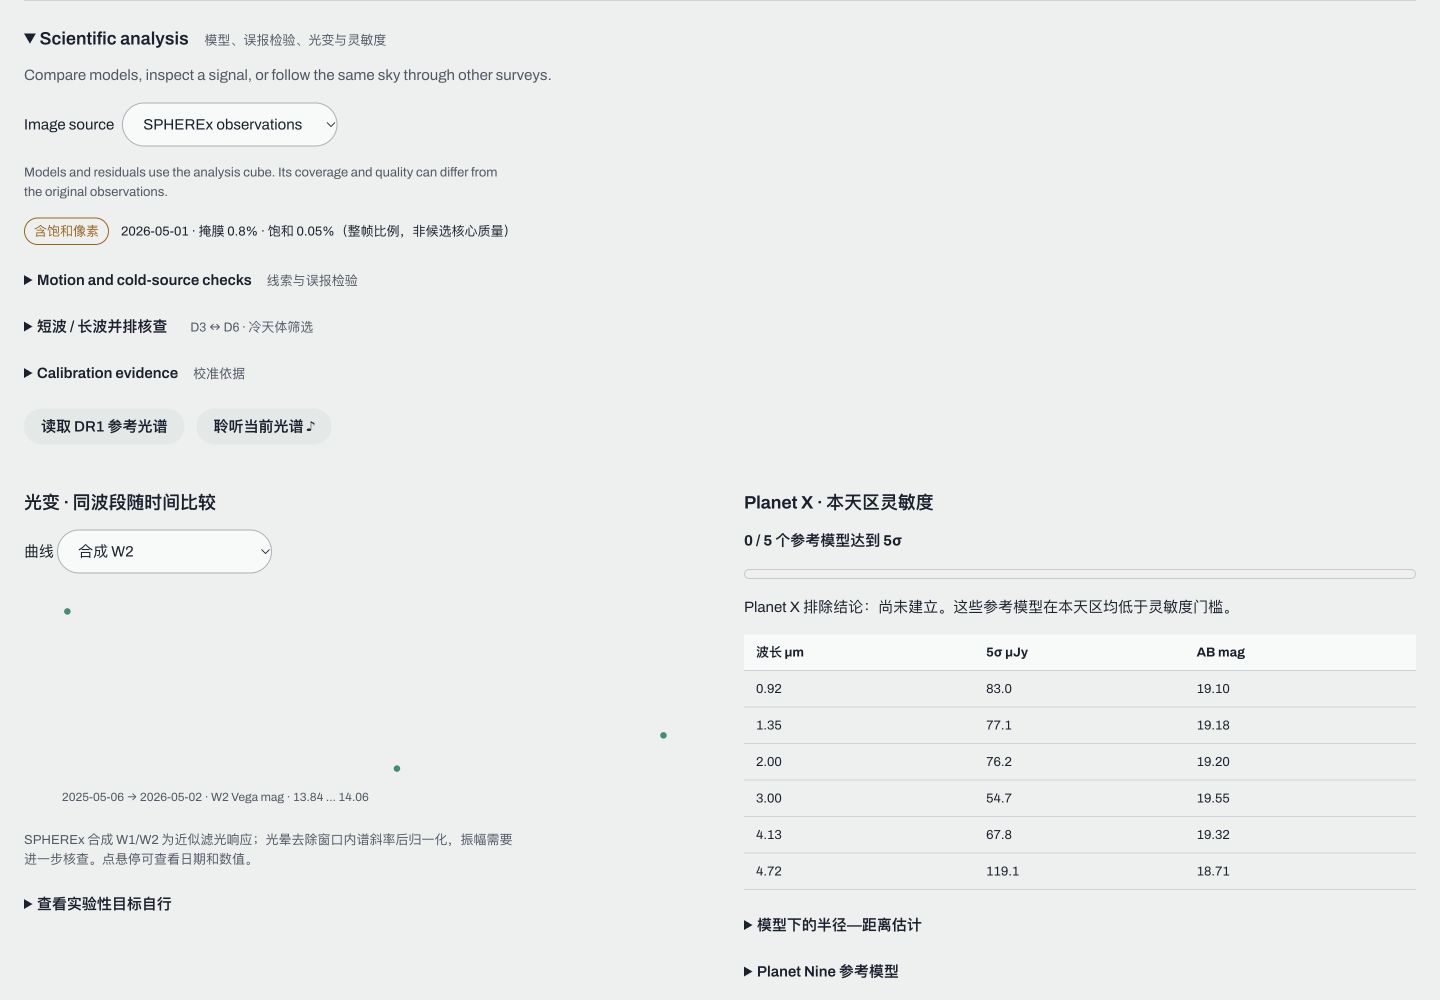 Scientific analysis 模型、误报检验、光变与灵敏度
Compare models, inspect a signal, or follow the same sky through other surveys.
Image source SPHEREx observations
Models and residuals use the analysis cube. Its coverage and quality can differ from
the original observations.
含饱和像素 2026-05-01 · 掩膜 0.8% · 饱和 0.05%（整帧比例，非候选核心质量）
Motion and cold-source checks 线索与误报检验
短波 / 长波并排核查 D3 ↔ D6 · 冷天体筛选
Calibration evidence 校准依据
读取 DR1 参考光谱 聆听当前光谱 ♪
光变 · 同波段随时间比较
曲线 合成 W2
2025-05-06 → 2026-05-02 · W2 Vega mag · 13.84 … 14.06
SPHEREx 合成 W1/W2 为近似滤光响应；光晕去除窗口内谱斜率后归一化，振幅需要
进一步核查。点悬停可查看日期和数值。
查看实验性目标自行
Planet X · 本天区灵敏度
0 / 5 个参考模型达到 5σ
Planet X 排除结论：尚未建立。这些参考模型在本天区均低于灵敏度门槛。
波长 μm 5σ μJy AB mag
0.92 83.0 19.10
1.35 77.1 19.18
2.00 76.2 19.20
3.00 54.7 19.55
4.13 67.8 19.32
4.72 119.1 18.71
模型下的半径—距离估计
Planet Nine 参考模型